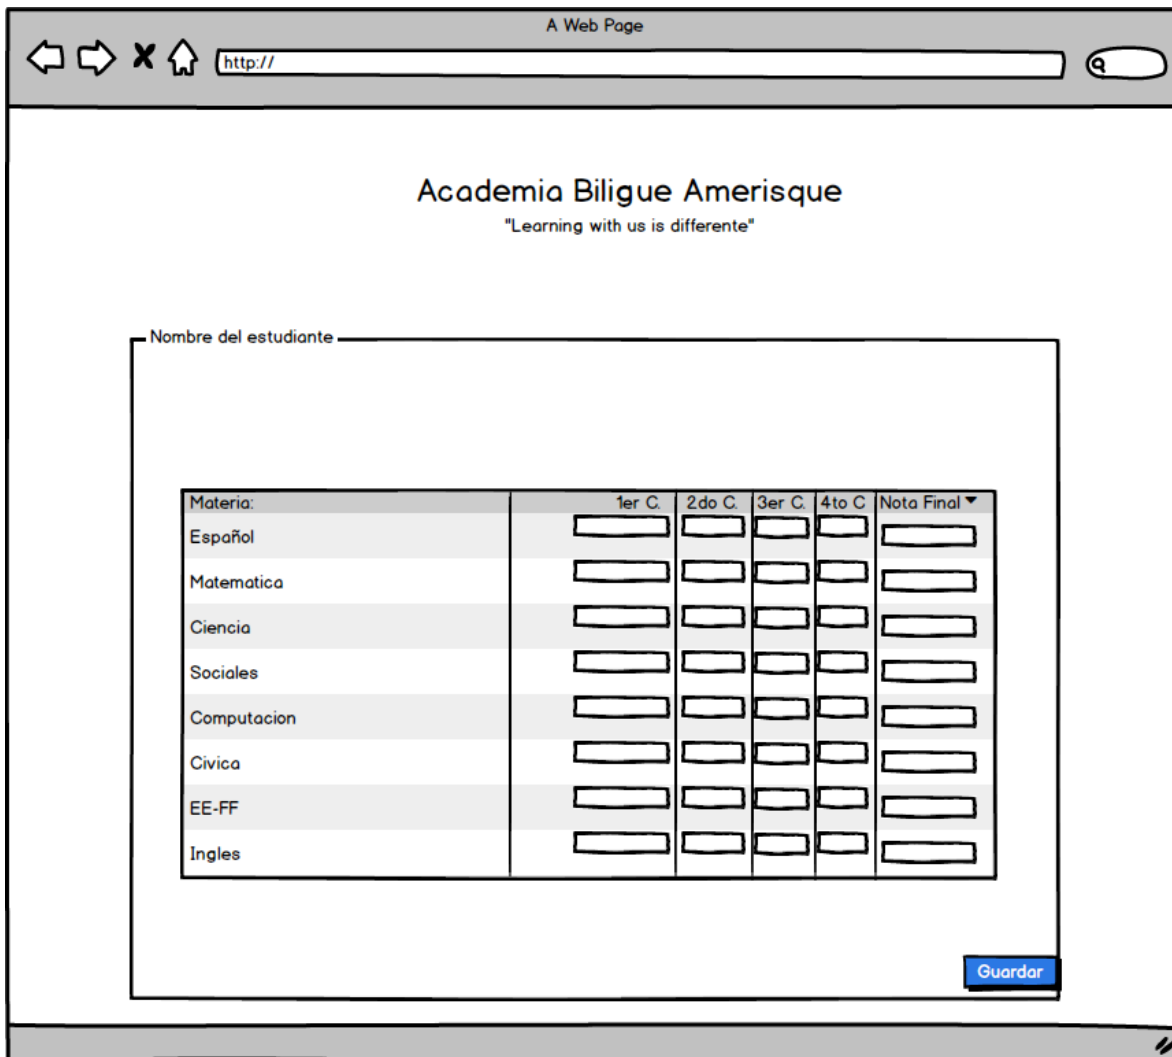 A Web Page
http://
Academia Biligue Amerisque
"Learning with us is differente"
Nombre del estudiante
Materia: 1er C. 2do C. 3er C. 4to C Nota Final
Español
Matematica
Ciencia
Sociales
Computacion
Civica
EE-FF
Ingles
Guardar